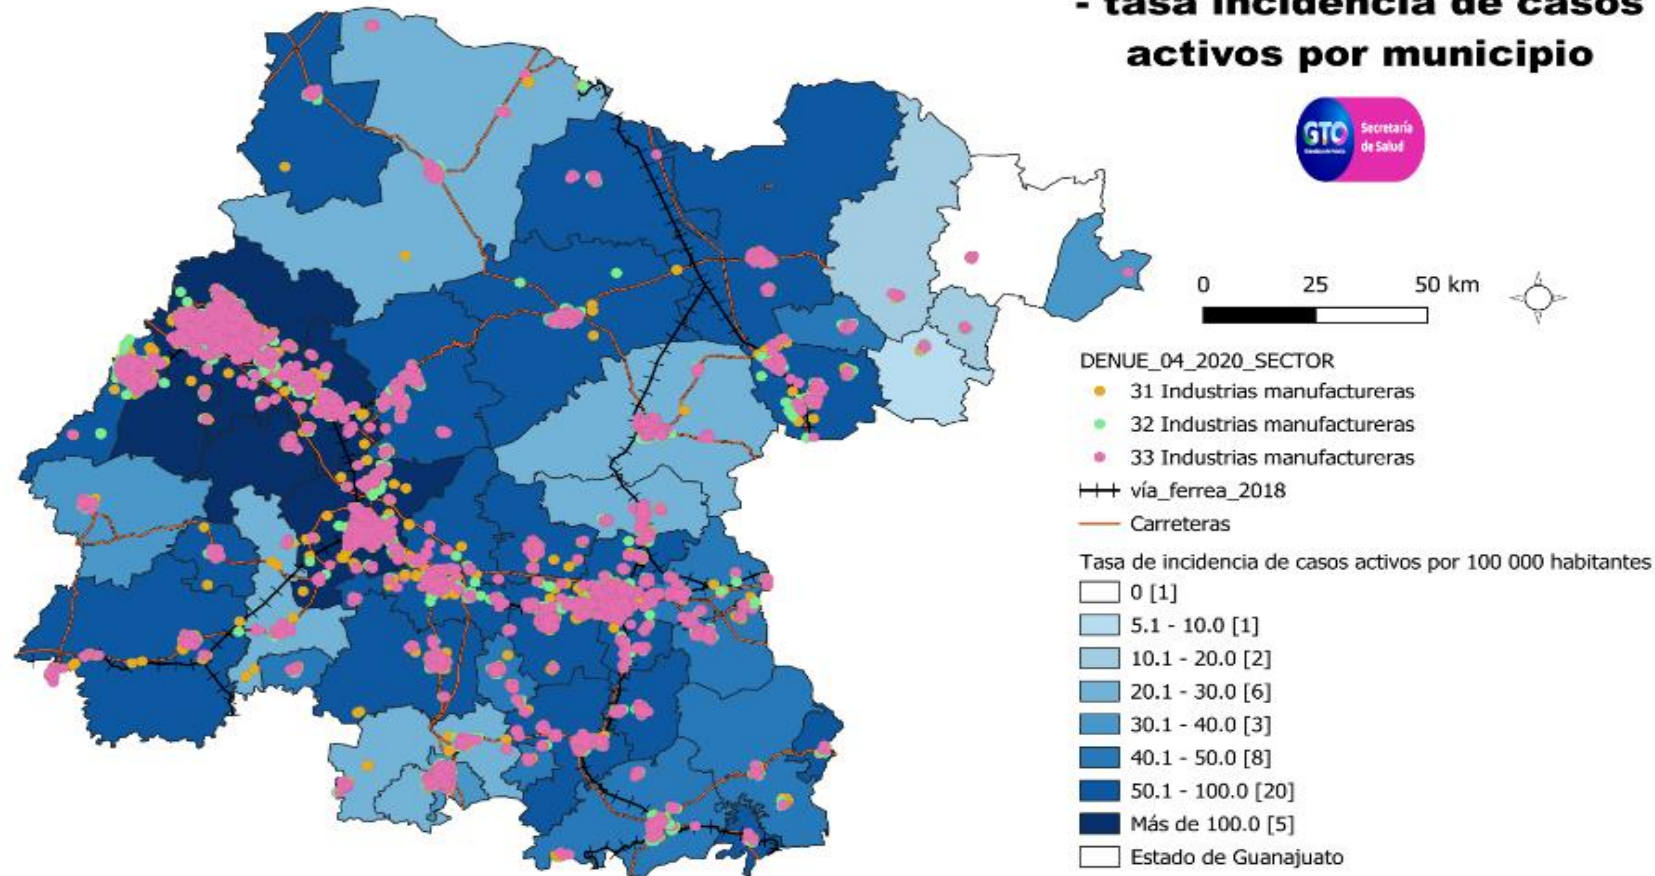 - tasa incidencia de casos
activos por municipio
GTO
Secretaría
de Salud
0 25 50 km
DENUE_04_2020_SECTOR
31 Industrias manufactureras
32 Industrias manufactureras
33 Industrias manufactureras
vía_ferrea_2018
Carreteras
Tasa de incidencia de casos activos por 100 000 habitantes
0 [1]
5.1 - 10.0 [1]
10.1 - 20.0 [2]
20.1 - 30.0 [6]
30.1 - 40.0 [3]
40.1 - 50.0 [8]
50.1 - 100.0 [20]
Más de 100.0 [5]
Estado de Guanajuato